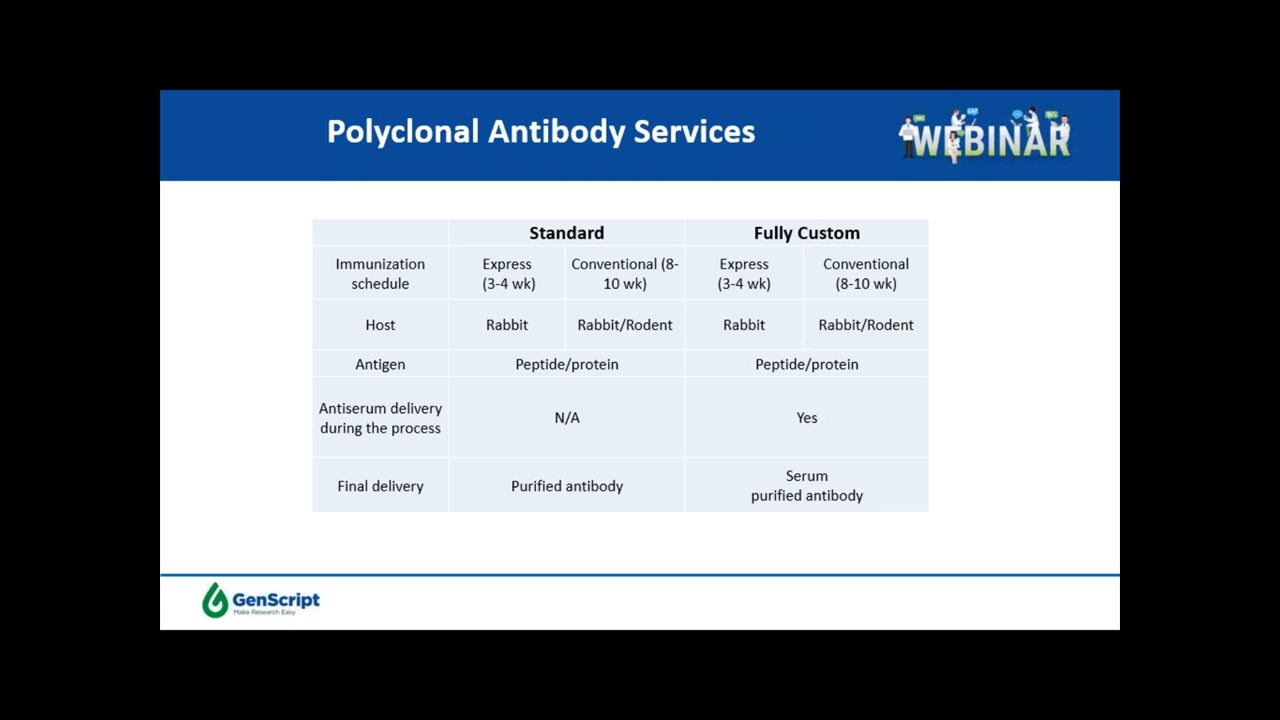 Polyclonal Antibody Services
WEBINAR
Standard
Fully Custom
Immunization
schedule
Express
(3-4 wk)
Conventional (8-
10 wk)
Express
(3-4 wk)
Conventional
(8-10 wk)
Host
Rabbit
Rabbit/Rodent
Rabbit
Rabbit/Rodent
Antigen
Peptide/protein
Peptide/protein
Antiserum delivery
during the process
N/A
Yes
Final delivery
Purified antibody
Serum
purified antibody
GenScript
Make Research Easy